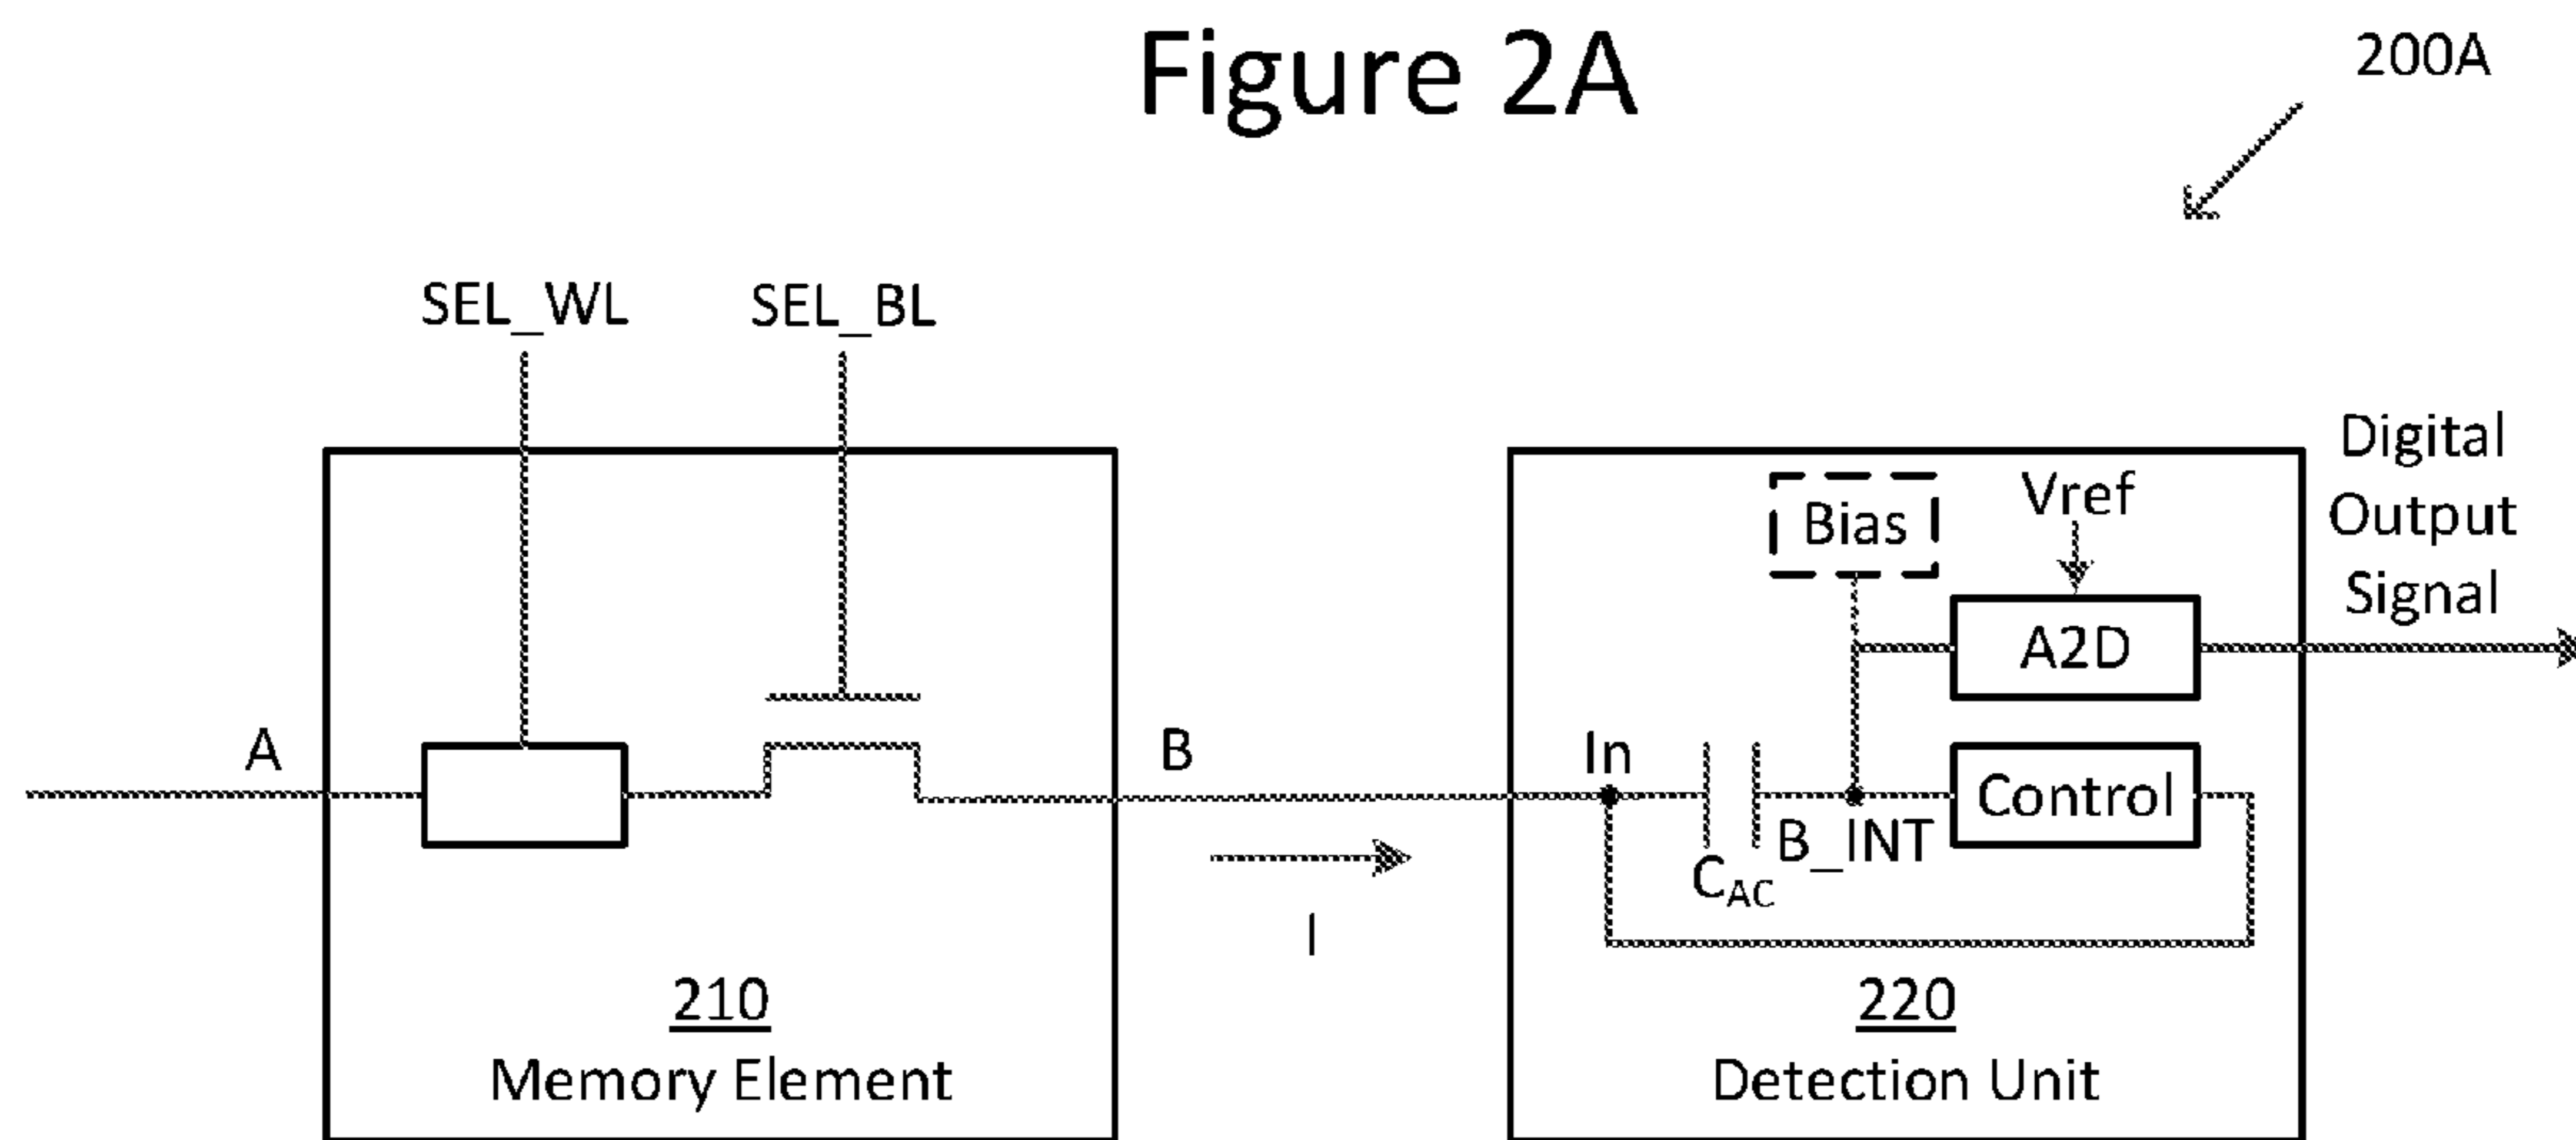 Figure 2A
200A
SEL_WL
SEL_BL
Digital
Output
Signal
Bias
Vref
A2D
A
B
In
Control
B_INT
CAC
I
210
Memory Element
220
Detection Unit